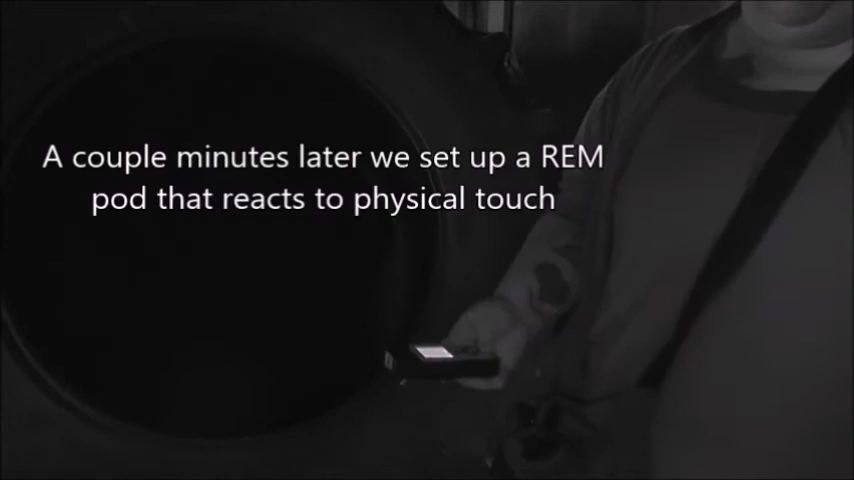 A couple minutes later we set up a REM
pod that reacts to physical touch